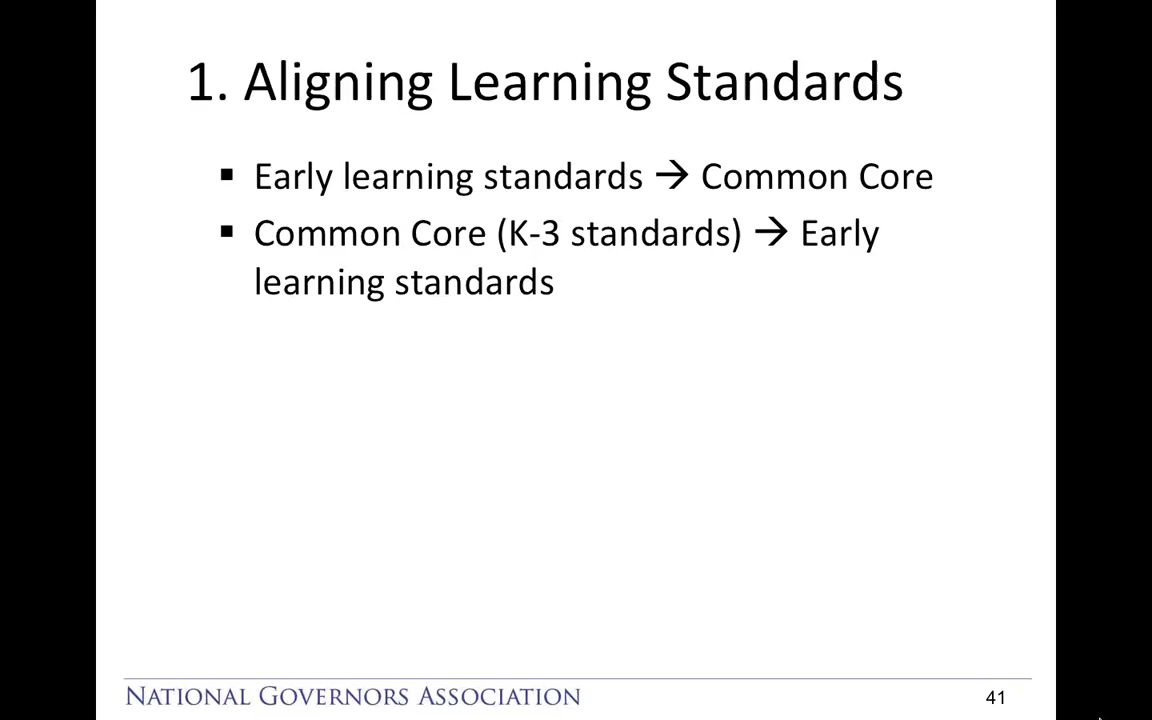 1. Aligning Learning Standards
▪ Early learning standards → Common Core
▪ Common Core (K-3 standards) → Early
learning standards
NATIONAL GOVERNORS ASSOCIATION
41